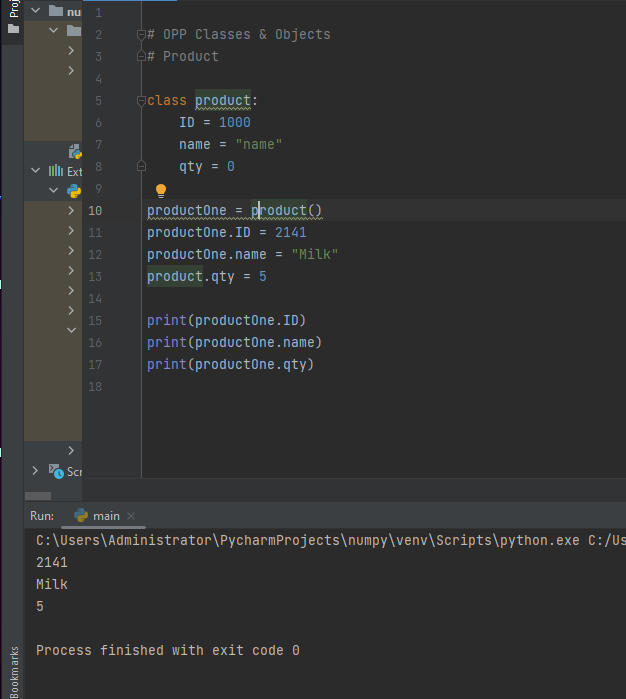 Proj
nu
Ext
Scr
Bookmarks
1
2 # OPP Classes & Objects
3 # Product
4
5 class product:
6 ID = 1000
7 name = "name"
8 qty = 0
9
10 productOne = product()
11 productOne.ID = 2141
12 productOne.name = "Milk"
13 product.qty = 5
14
15 print(productOne.ID)
16 print(productOne.name)
17 print(productOne.qty)
18
Run: main
C:\Users\Administrator\PycharmProjects\numpy\venv\Scripts\python.exe C:/Us
2141
Milk
5
Process finished with exit code 0